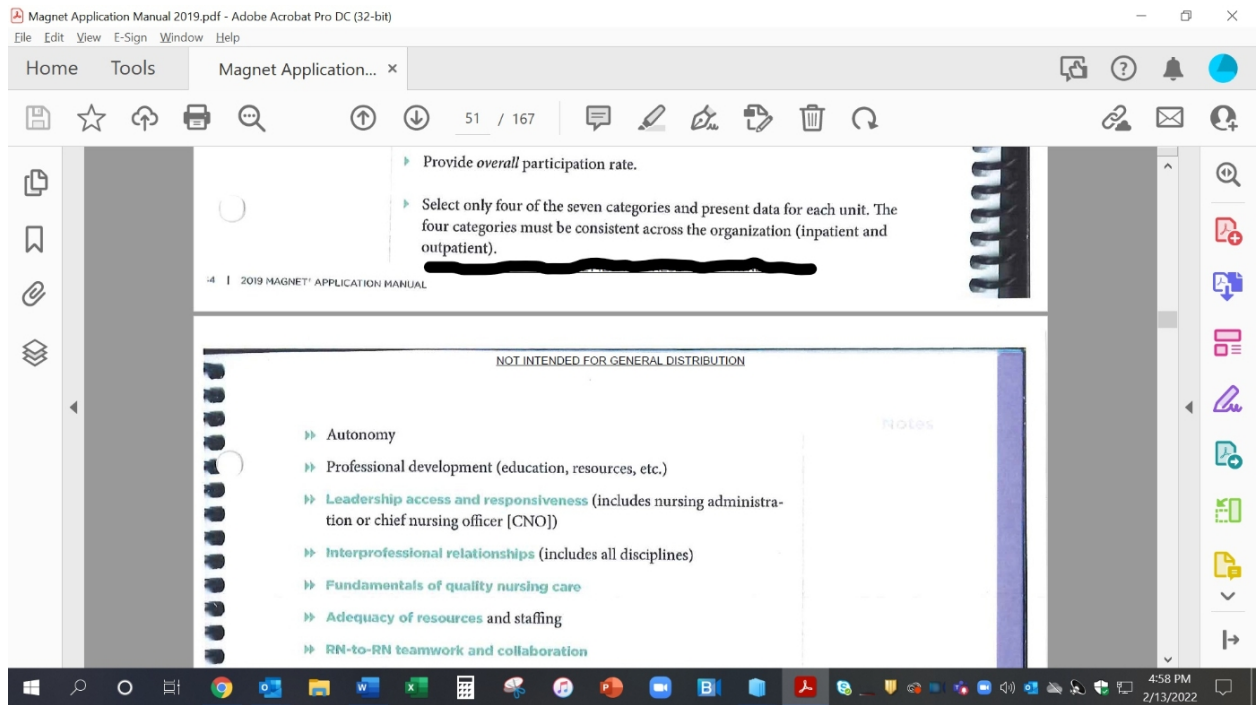 Magnet Application Manual 2019.pdf - Adobe Acrobat Pro DC (32-bit)
File Edit View E-Sign Window Help
Home Tools Magnet Application... ×
51 / 167
Provide overall participation rate.
Select only four of the seven categories and present data for each unit. The
four categories must be consistent across the organization (inpatient and
outpatient).
2019 MAGNET® APPLICATION MANUAL
NOT INTENDED FOR GENERAL DISTRIBUTION
Notes
Autonomy
Professional development (education, resources, etc.)
Leadership access and responsiveness (includes nursing administra-
tion or chief nursing officer [CNO])
Interprofessional relationships (includes all disciplines)
Fundamentals of quality nursing care
Adequacy of resources and staffing
RN-to-RN teamwork and collaboration
4:58 PM
2/13/2022